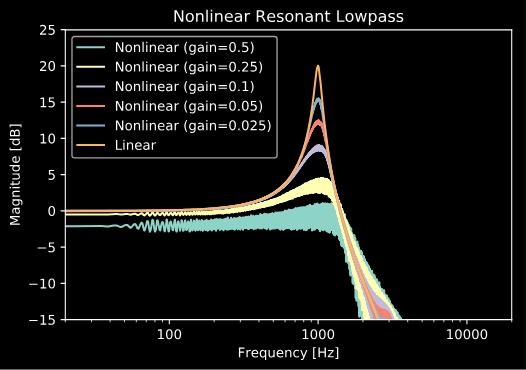 Nonlinear Resonant Lowpass
25
20
15
10
5
0
−5
−10
−15
Magnitude [dB]
Nonlinear (gain=0.5)
Nonlinear (gain=0.25)
Nonlinear (gain=0.1)
Nonlinear (gain=0.05)
Nonlinear (gain=0.025)
Linear
100 1000 10000
Frequency [Hz]